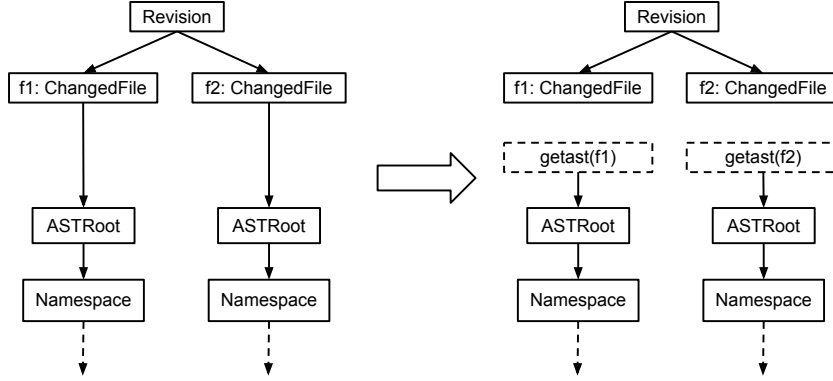 Revision
f1: ChangedFile
f2: ChangedFile
ASTRoot
ASTRoot
Namespace
Namespace
Revision
f1: ChangedFile
f2: ChangedFile
getast(f1)
getast(f2)
ASTRoot
ASTRoot
Namespace
Namespace